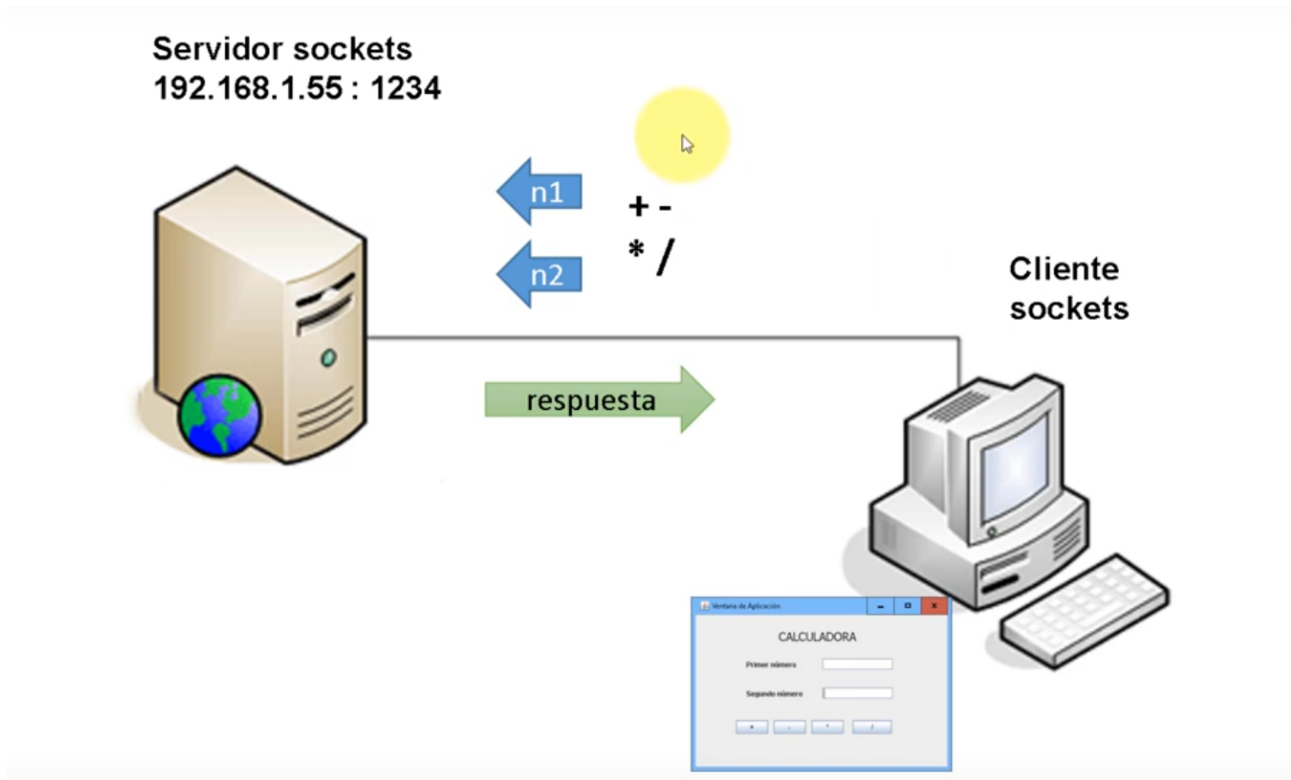 Servidor sockets
192.168.1.55 : 1234
n1
+ -
n2
* /
Cliente
sockets
respuesta
Ventana de Aplicación
CALCULADORA
Primer número
Segundo número
+ - * /